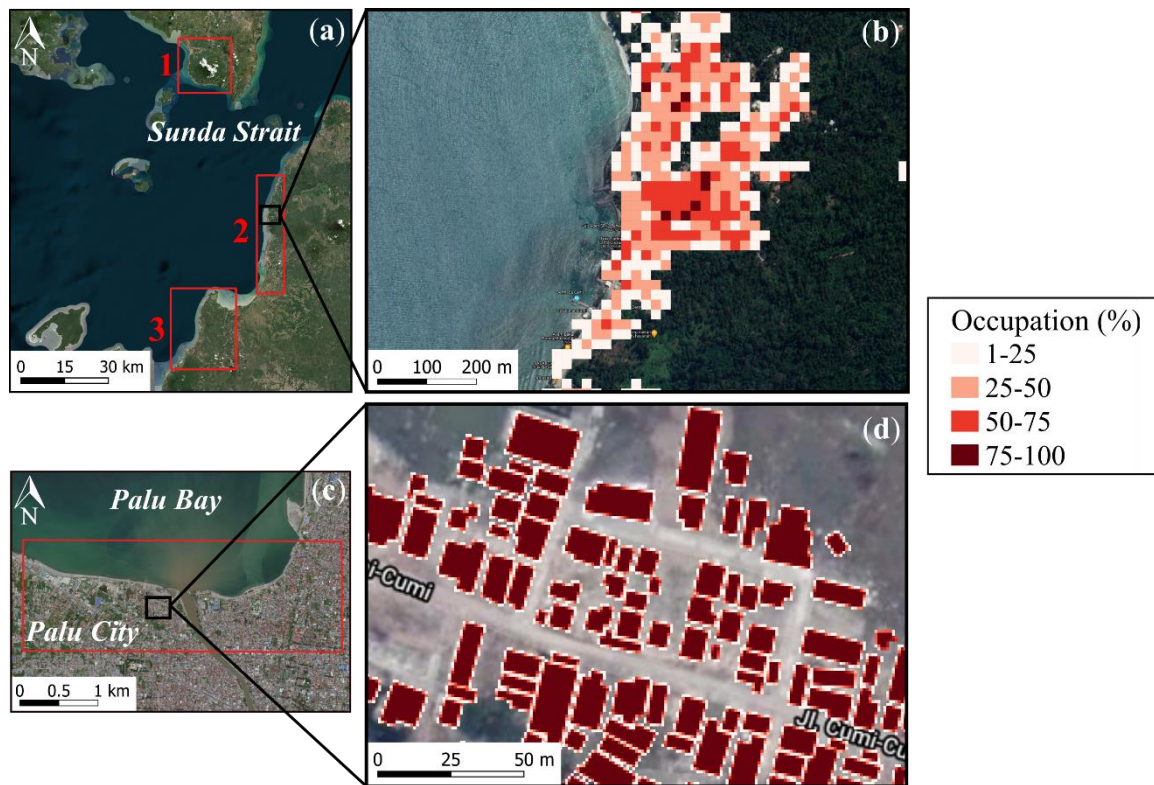 (a)
N
1
Sunda Strait
2
3
0 15 30 km
(b)
0 100 200 m
Occupation (%)
1-25
25-50
50-75
75-100
(c)
N
Palu Bay
Palu City
0 0.5 1 km
(d)
i-Cumi
Jl. Cumi-Cu
0 25 50 m